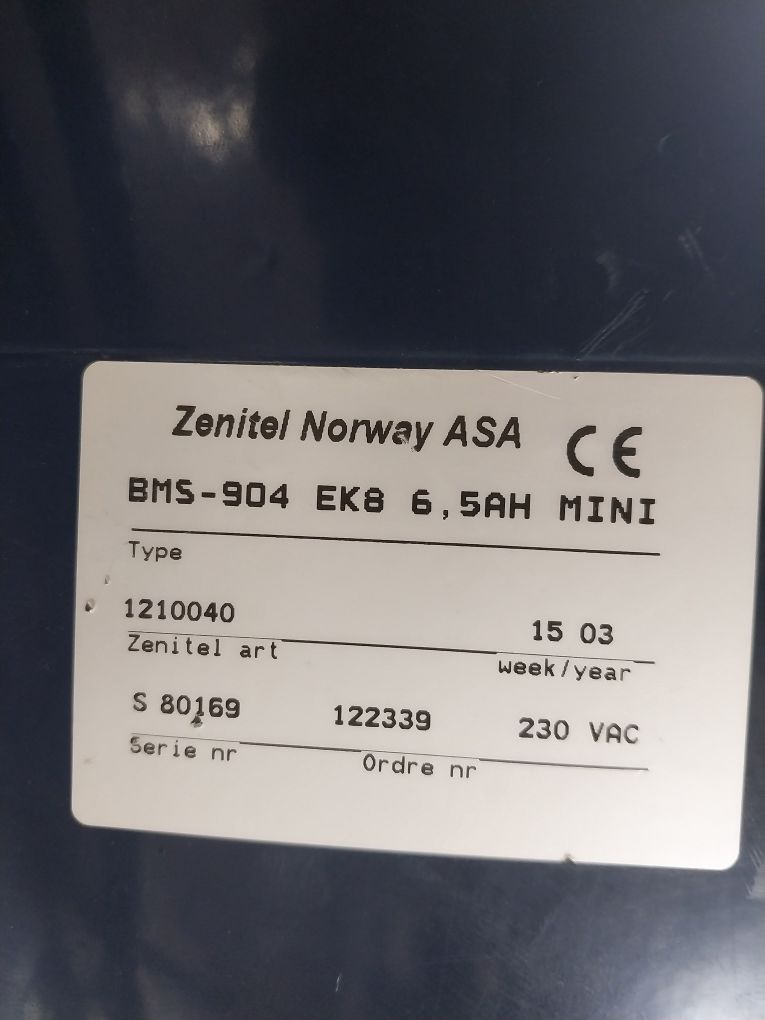 Zenitel Norway ASA CE
BMS-904 EK8 6,5AH MINI
Type
1210040 15 03
Zenitel art week/year
S 80169 122339 230 VAC
Serie nr Ordre nr